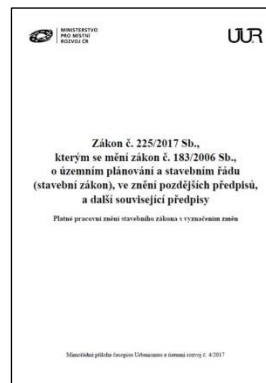 MINISTERSTVO
PRO MÍSTNÍ
ROZVOJ ČR
UUR
Zákon č. 225/2017 Sb.,
kterým se mění zákon č. 183/2006 Sb.,
o územním plánování a stavebním řádu
(stavební zákon), ve znění pozdějších předpisů,
a další související předpisy
Platné pracovní znění stavebního zákona s vyznačením změn
Mimořádná příloha časopisu Urbanismus a územní rozvoj č. 4/2017